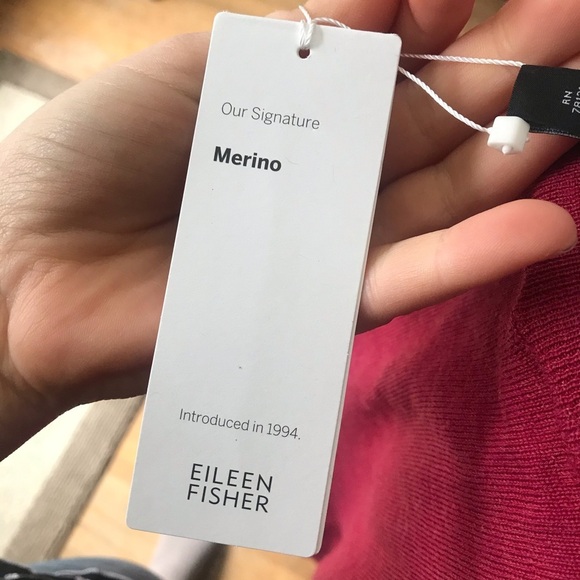 Our Signature
Merino
Introduced in 1994.
EILEEN
FISHER
RN